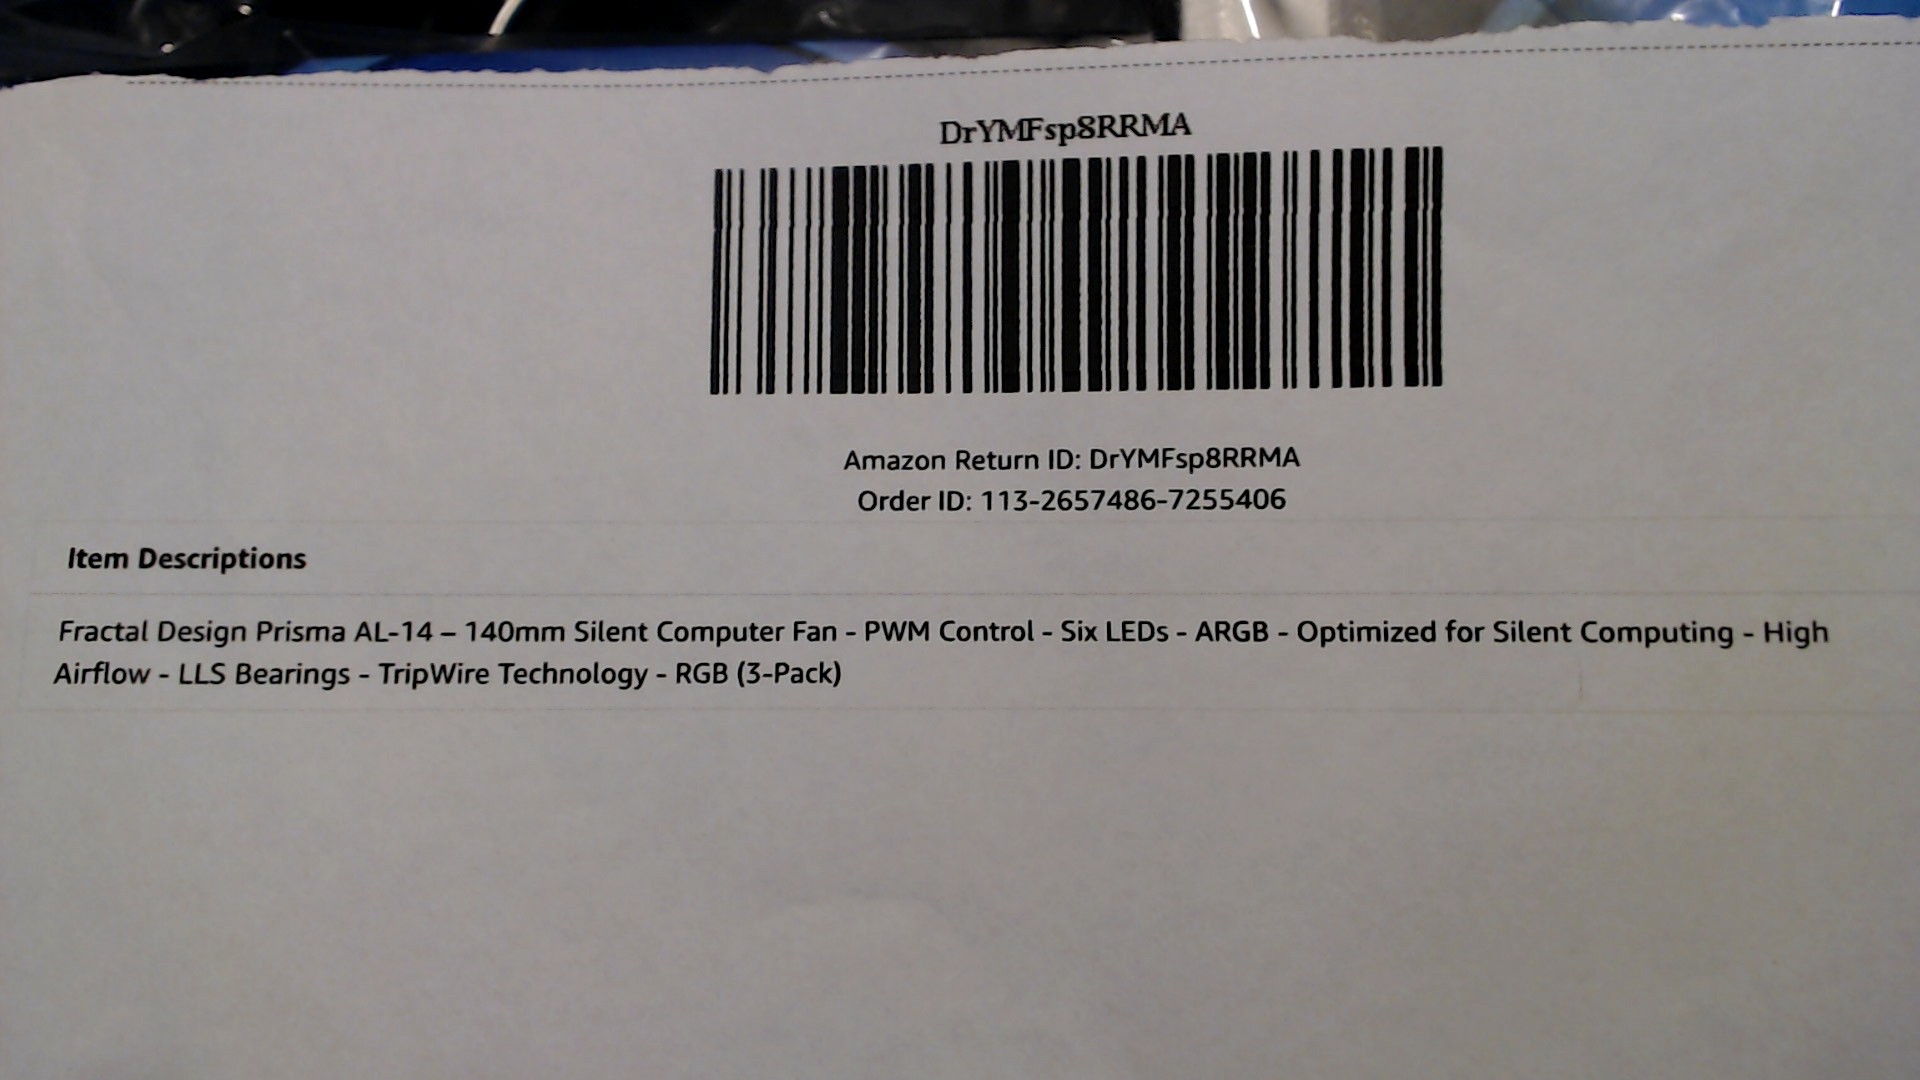 DrYMFsp8RRMA
Amazon Return ID: DrYMFsp8RRMA
Order ID: 113-2657486-7255406
Item Descriptions
Fractal Design Prisma AL-14 – 140mm Silent Computer Fan - PWM Control - Six LEDs - ARGB - Optimized for Silent Computing - High
Airflow - LLS Bearings - TripWire Technology - RGB (3-Pack)